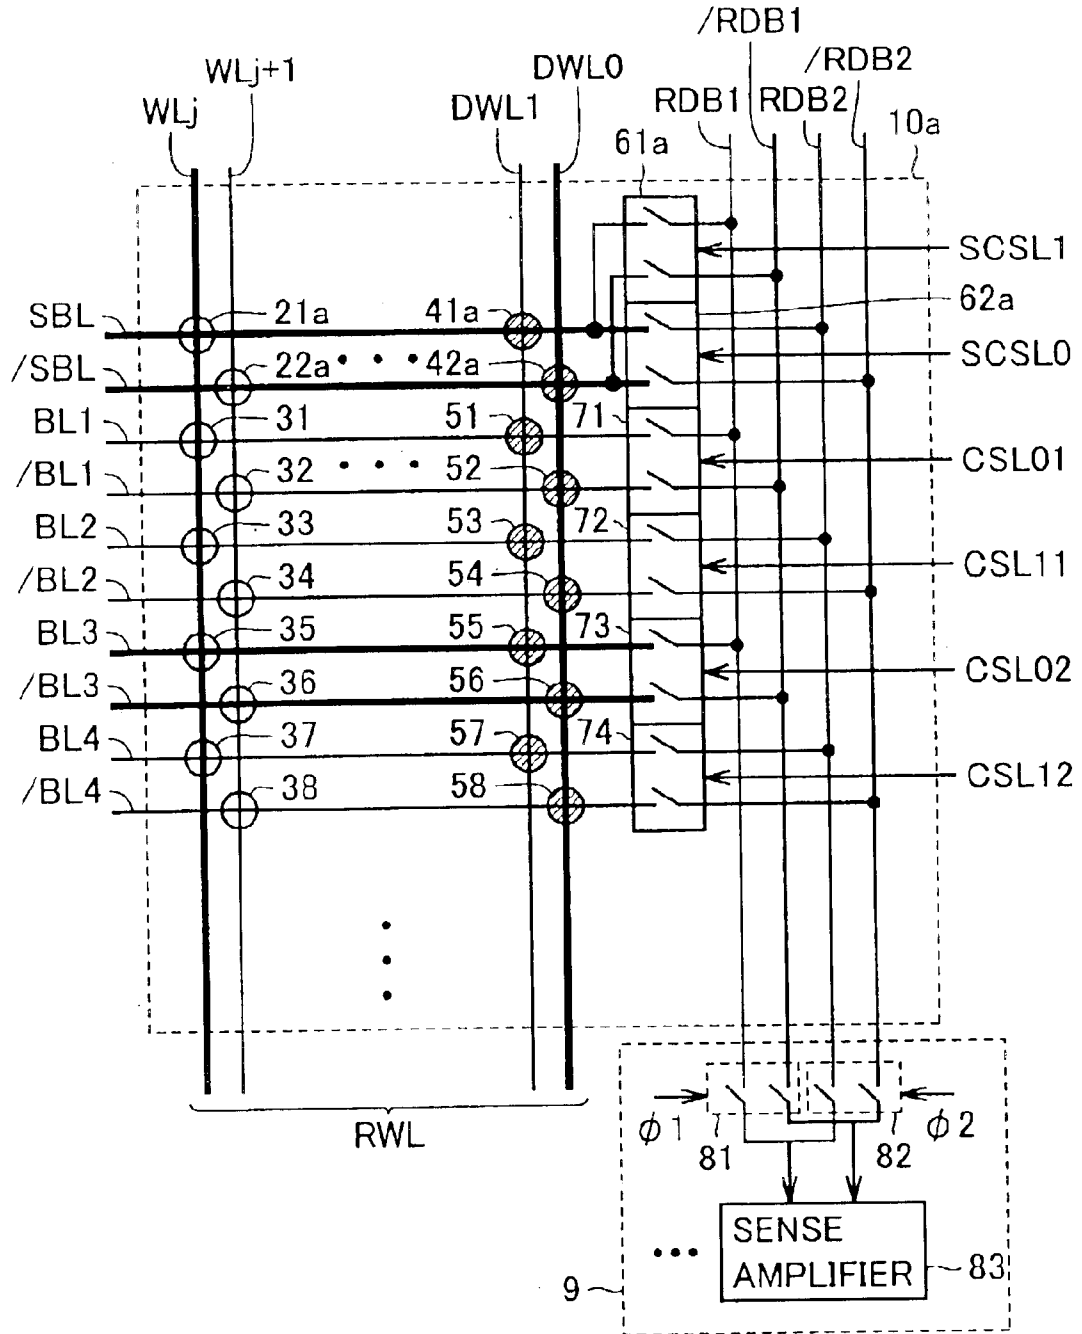 /RDB1
WLj+1
DWL0
/RDB2
WLj
DWL1
RDB1
RDB2
10a
61a
SCSL1
SBL
21a
41a
62a
/SBL
22a
42a
SCSL0
BL1
31
51
71
/BL1
32
52
CSL01
BL2
33
53
72
/BL2
34
54
CSL11
BL3
35
55
73
/BL3
36
56
CSL02
BL4
37
57
74
/BL4
38
58
CSL12
RWL
φ1
81
82
φ2
SENSE
AMPLIFIER
83
9